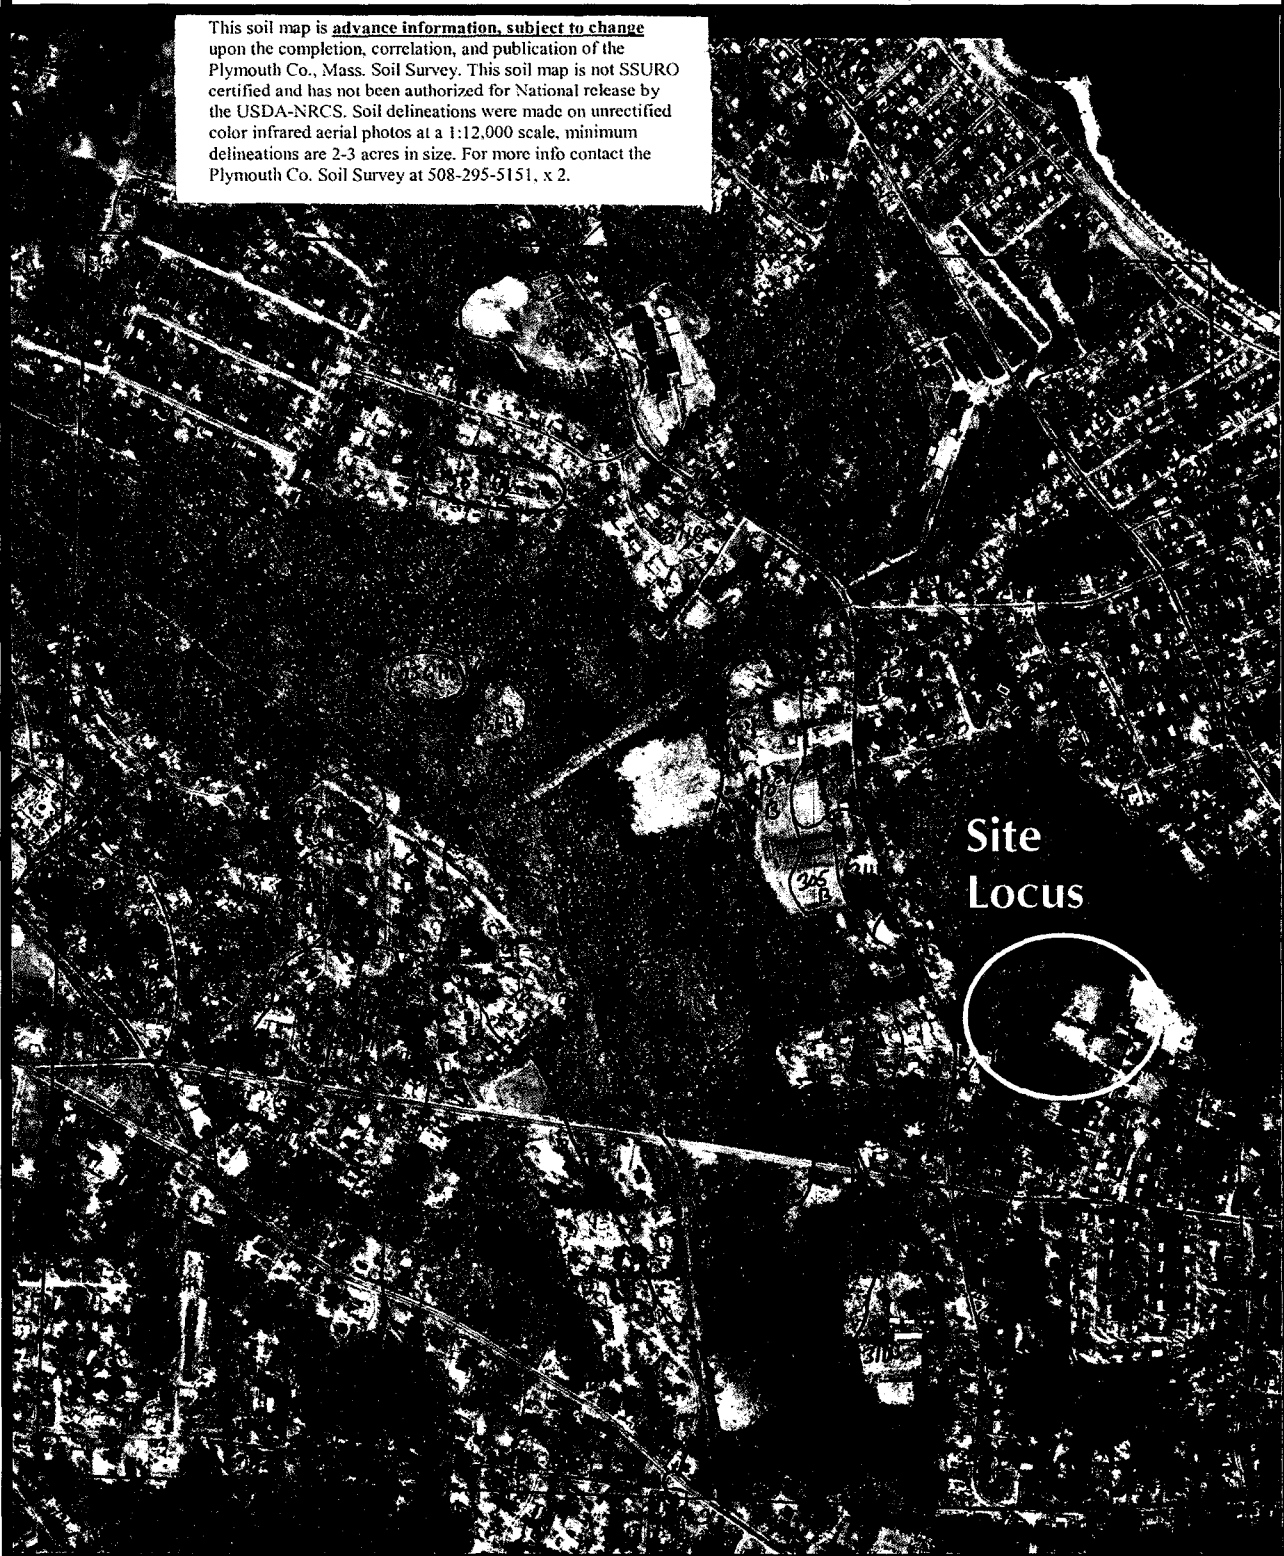 This soil map is advance information, subject to change
upon the completion, correlation, and publication of the
Plymouth Co., Mass. Soil Survey. This soil map is not SSURO
certified and has not been authorized for National release by
the USDA-NRCS. Soil delineations were made on unrectified
color infrared aerial photos at a 1:12,000 scale, minimum
delineations are 2-3 acres in size. For more info contact the
Plymouth Co. Soil Survey at 508-295-5151, x 2.
Site
Locus
305
B